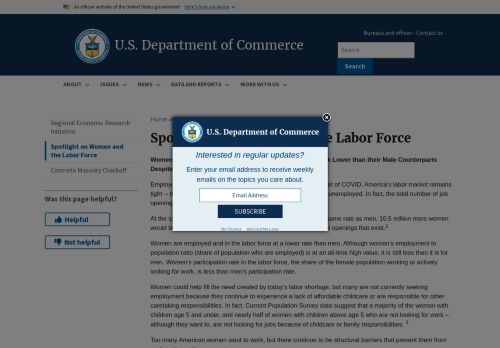 An official website of the United States government Here's how you know
U.S. Department of Commerce
Bureaus and offices - Contact us
Search
Search
ABOUT ISSUES NEWS DATA AND REPORTS WORK WITH US
Regional Economic Research Initiative
Spotlight on Women and the Labor Force
Concrete Masonry Checkoff
Was this page helpful?
Helpful
Not helpful
Home
Spo
e Labor Force
U.S. Department of Commerce
Interested in regular updates?
Enter your email address to receive weekly emails on the topics you care about.
Email Address
SUBSCRIBE
No Thanks Remind Me Later
Women
k Lower than their Male Counterparts
Despite
Employ
et of COVID, America's labor market remains
tight –
unemployed. In fact, the total number of job
opening
At the s
same rate as men, 10.5 million more women
would b
e openings that exist.²
Women are employed and in the labor force at a lower rate than men. Although women's employment to
population ratio (share of population who are employed) is at an all-time high value, it is still less than it is for
men. Women's participation rate in the labor force, the share of the female population working or actively
looking for work, is less than men's participation rate.
Women could help fill the need created by today's labor shortage, but many are not currently seeking
employment because they continue to experience a lack of affordable childcare or are responsible for other
caretaking responsibilities. In fact, Current Population Survey data suggest that a majority of the women with
children age 5 and under, and nearly half of women with children above age 5 who are not looking for work –
although they want to, are not looking for jobs because of childcare or family responsibilities. ³
Too many American women want to work, but there continue to be structural barriers that prevent them from